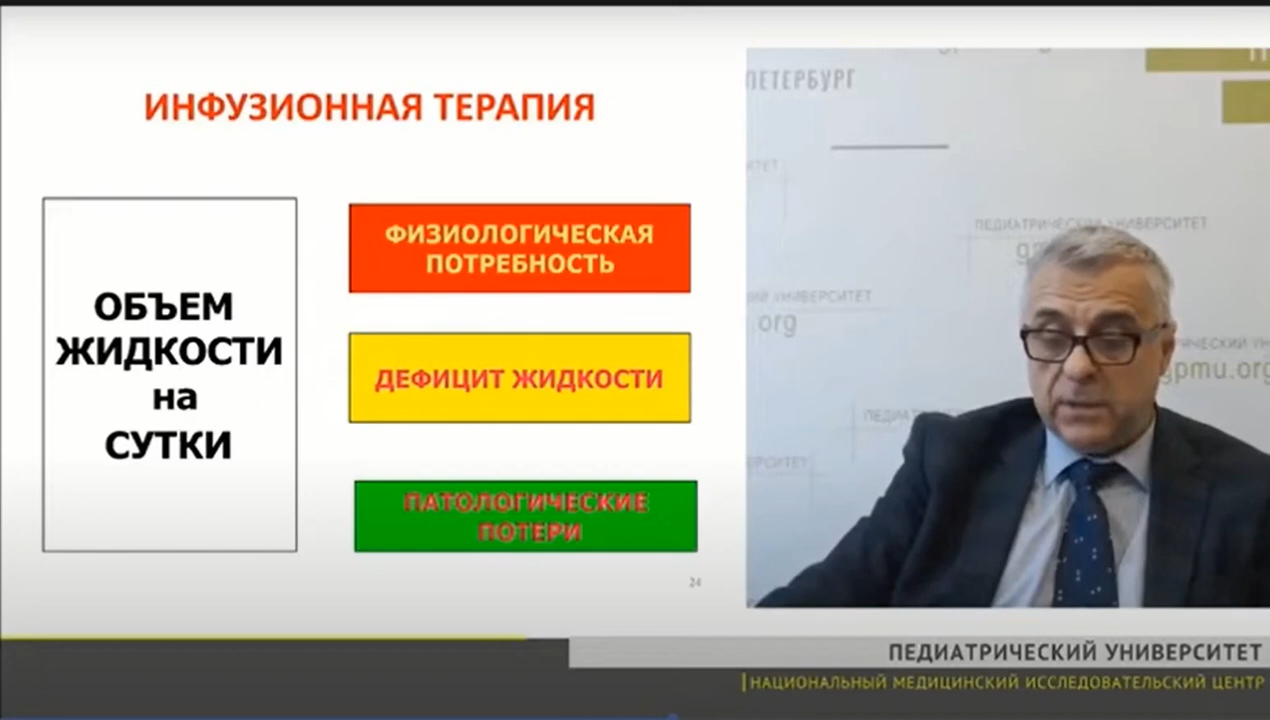 ИНФУЗИОННАЯ ТЕРАПИЯ
ОБЪЕМ
ЖИДКОСТИ
на
СУТКИ
ФИЗИОЛОГИЧЕСКАЯ
ПОТРЕБНОСТЬ
ДЕФИЦИТ ЖИДКОСТИ
ПАТОЛОГИЧЕСКИЕ
ПОТЕРИ
24
ПЕТЕРБУРГ
ПЕДИАТРИЧЕСКИЙ УНИВЕРСИТЕТ
УНИВЕРСИТЕТ
.org
gpmu.org
ПЕДИАТРИЧЕСКИЙ УНИВЕРСИТЕТ
НАЦИОНАЛЬНЫЙ МЕДИЦИНСКИЙ ИССЛЕДОВАТЕЛЬСКИЙ ЦЕНТР